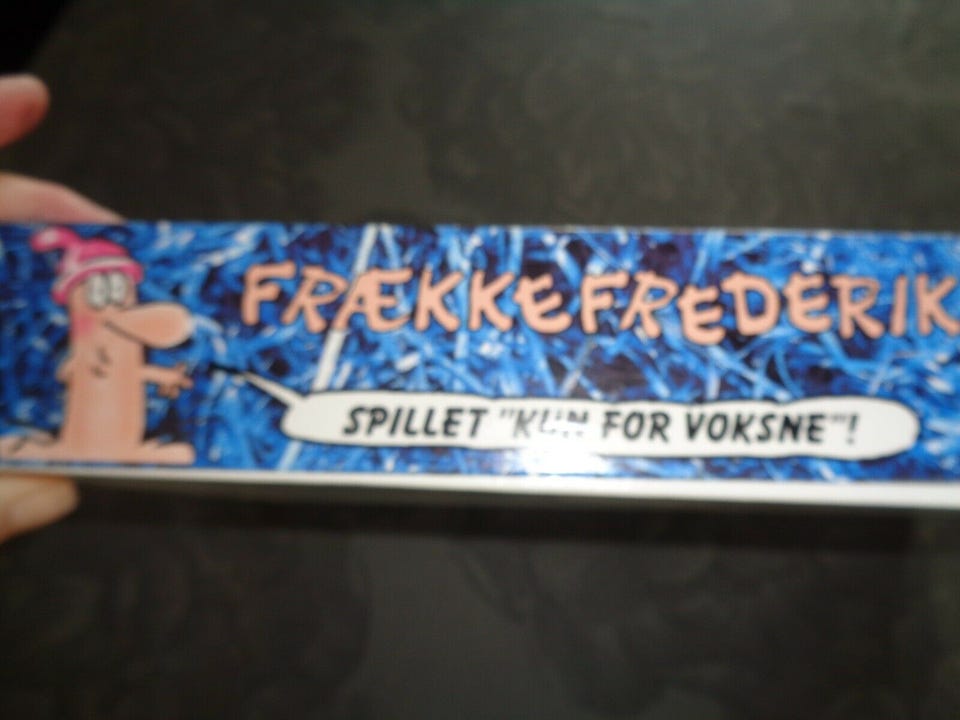 FRÆKKEFREDERIK
SPILLET "KUN FOR VOKSNE"!